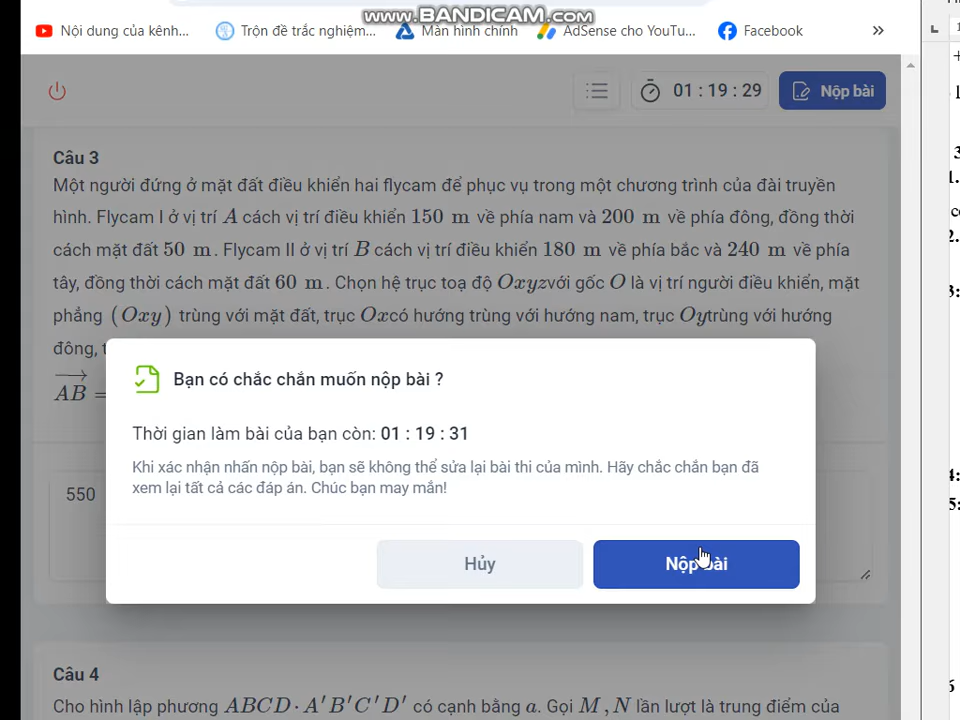 www.BANDICAM.com
Nội dung của kênh... Trộn đề trắc nghiệm... Màn hình chính AdSense cho YouTu... Facebook »
01 : 19 : 29 Nộp bài
Câu 3
Một người đứng ở mặt đất điều khiển hai flycam để phục vụ trong một chương trình của đài truyền
hình. Flycam I ở vị trí A cách vị trí điều khiển 150 m về phía nam và 200 m về phía đông, đồng thời
cách mặt đất 50 m. Flycam II ở vị trí B cách vị trí điều khiển 180 m về phía bắc và 240 m về phía
tây, đồng thời cách mặt đất 60 m. Chọn hệ trục toạ độ Oxyzvới gốc O là vị trí người điều khiển, mặt
phẳng (Oxy) trùng với mặt đất, trục Oxcó hướng trùng với hướng nam, trục Oytrùng với hướng
đông, t
AB =
Bạn có chắc chắn muốn nộp bài ?
Thời gian làm bài của bạn còn: 01 : 19 : 31
Khi xác nhận nhấn nộp bài, bạn sẽ không thể sửa lại bài thi của mình. Hãy chắc chắn bạn đã
xem lại tất cả các đáp án. Chúc bạn may mắn!
550
Hủy Nộp bài
Câu 4
Cho hình lập phương ABCD·A'B'C'D' có cạnh bằng a. Gọi M,N lần lượt là trung điểm của